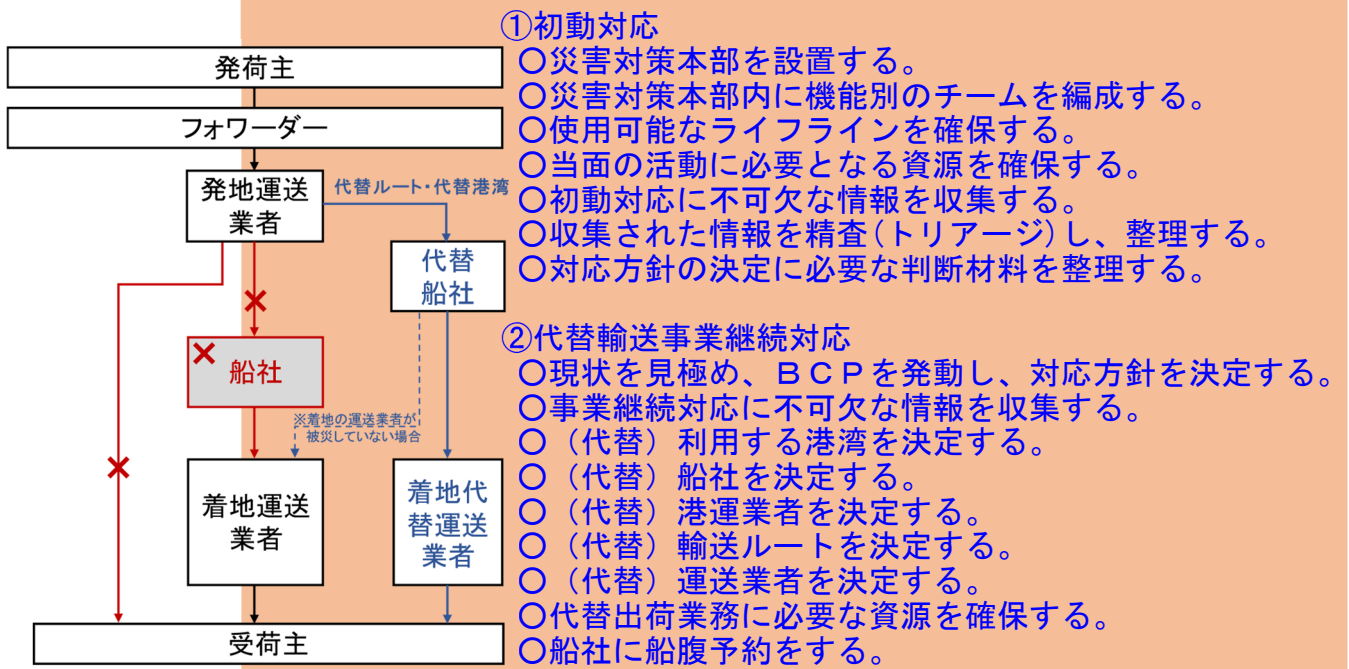 発荷主
フォワーダー
発地運送
業者
代替ルート・代替港湾
代替
船社
船社
※着地の運送業者が
被災していない場合
着地運送
業者
着地代
替運送
業者
受荷主
①初動対応
〇災害対策本部を設置する。
〇災害対策本部内に機能別のチームを編成する。
〇使用可能なライフラインを確保する。
〇当面の活動に必要となる資源を確保する。
〇初動対応に不可欠な情報を収集する。
〇収集された情報を精査(トリアージ)し、整理する。
〇対応方針の決定に必要な判断材料を整理する。
②代替輸送事業継続対応
〇現状を見極め、BCPを発動し、対応方針を決定する。
〇事業継続対応に不可欠な情報を収集する。
〇(代替)利用する港湾を決定する。
〇(代替)船社を決定する。
〇(代替)港運業者を決定する。
〇(代替)輸送ルートを決定する。
〇(代替)運送業者を決定する。
〇代替出荷業務に必要な資源を確保する。
〇船社に船腹予約をする。